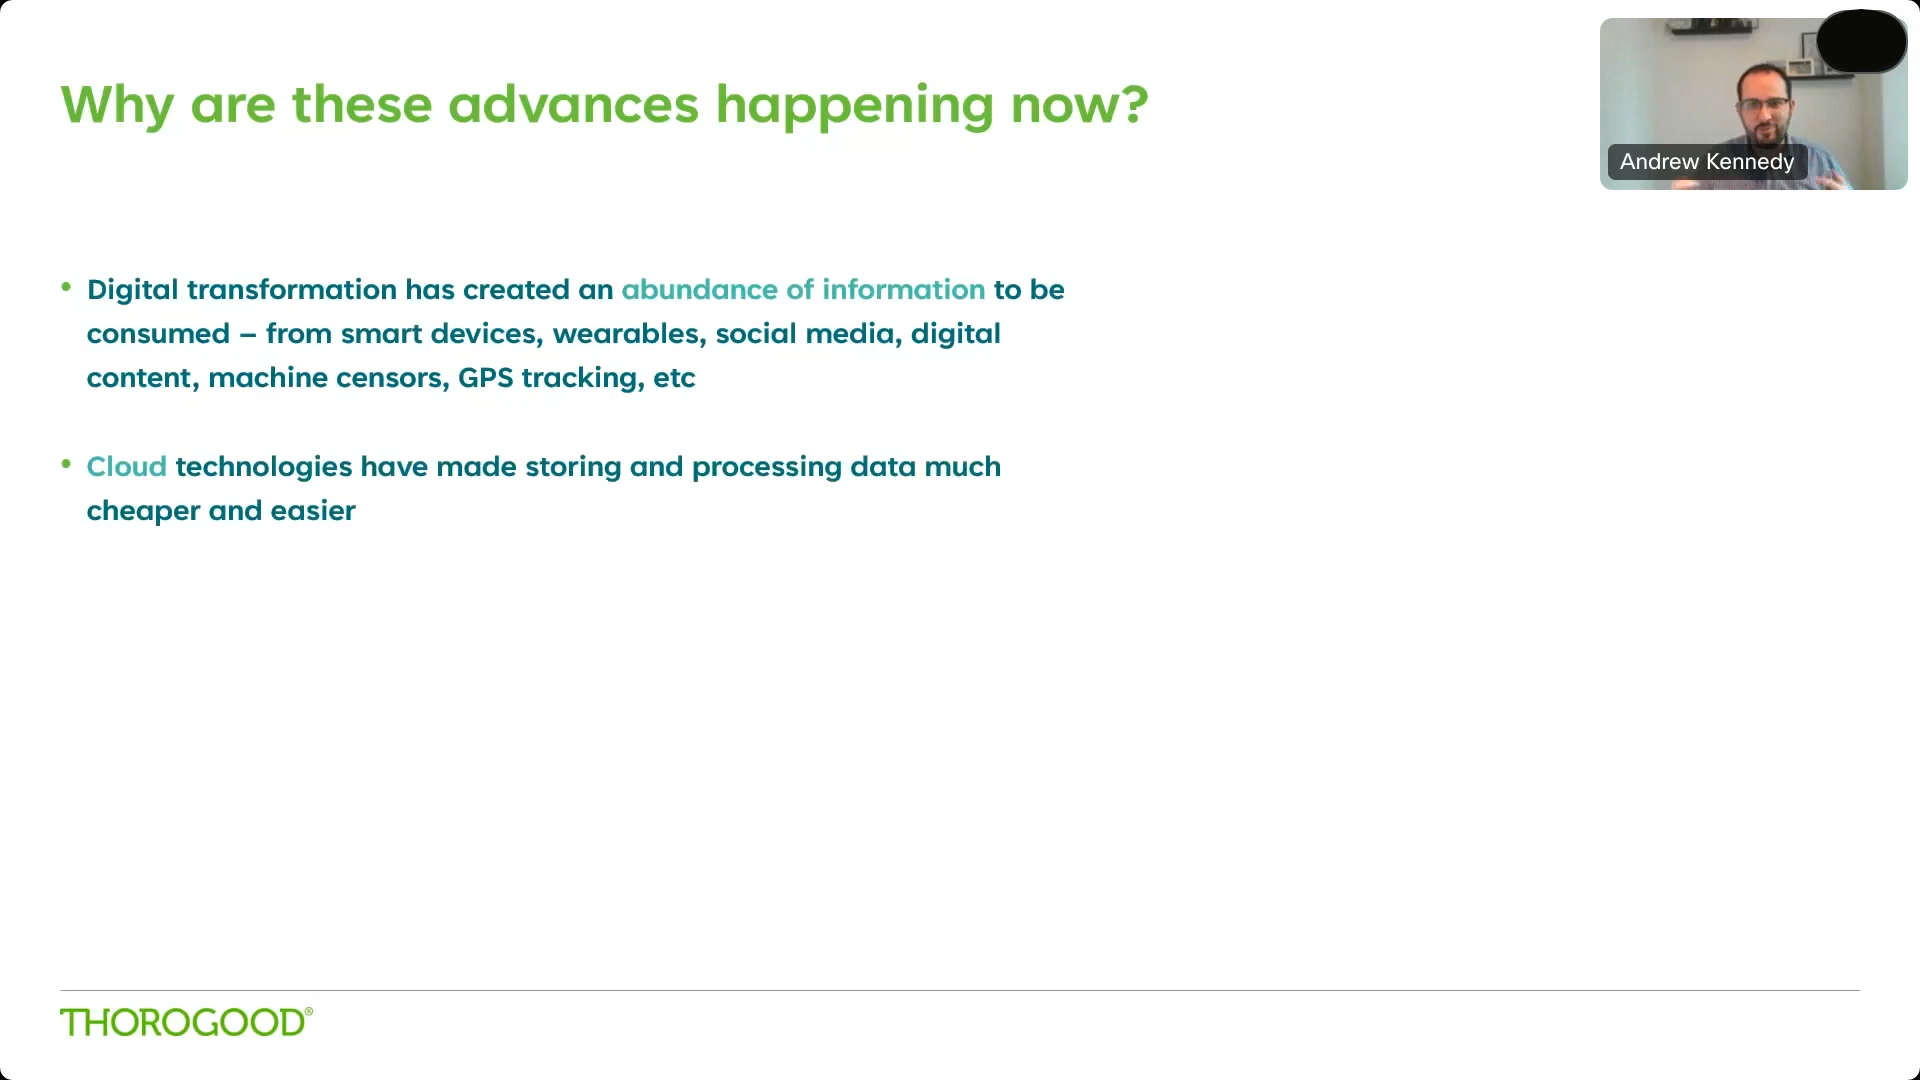 Why are these advances happening now?
Andrew Kennedy
• Digital transformation has created an abundance of information to be
consumed – from smart devices, wearables, social media, digital
content, machine censors, GPS tracking, etc
• Cloud technologies have made storing and processing data much
cheaper and easier
THOROGOOD®